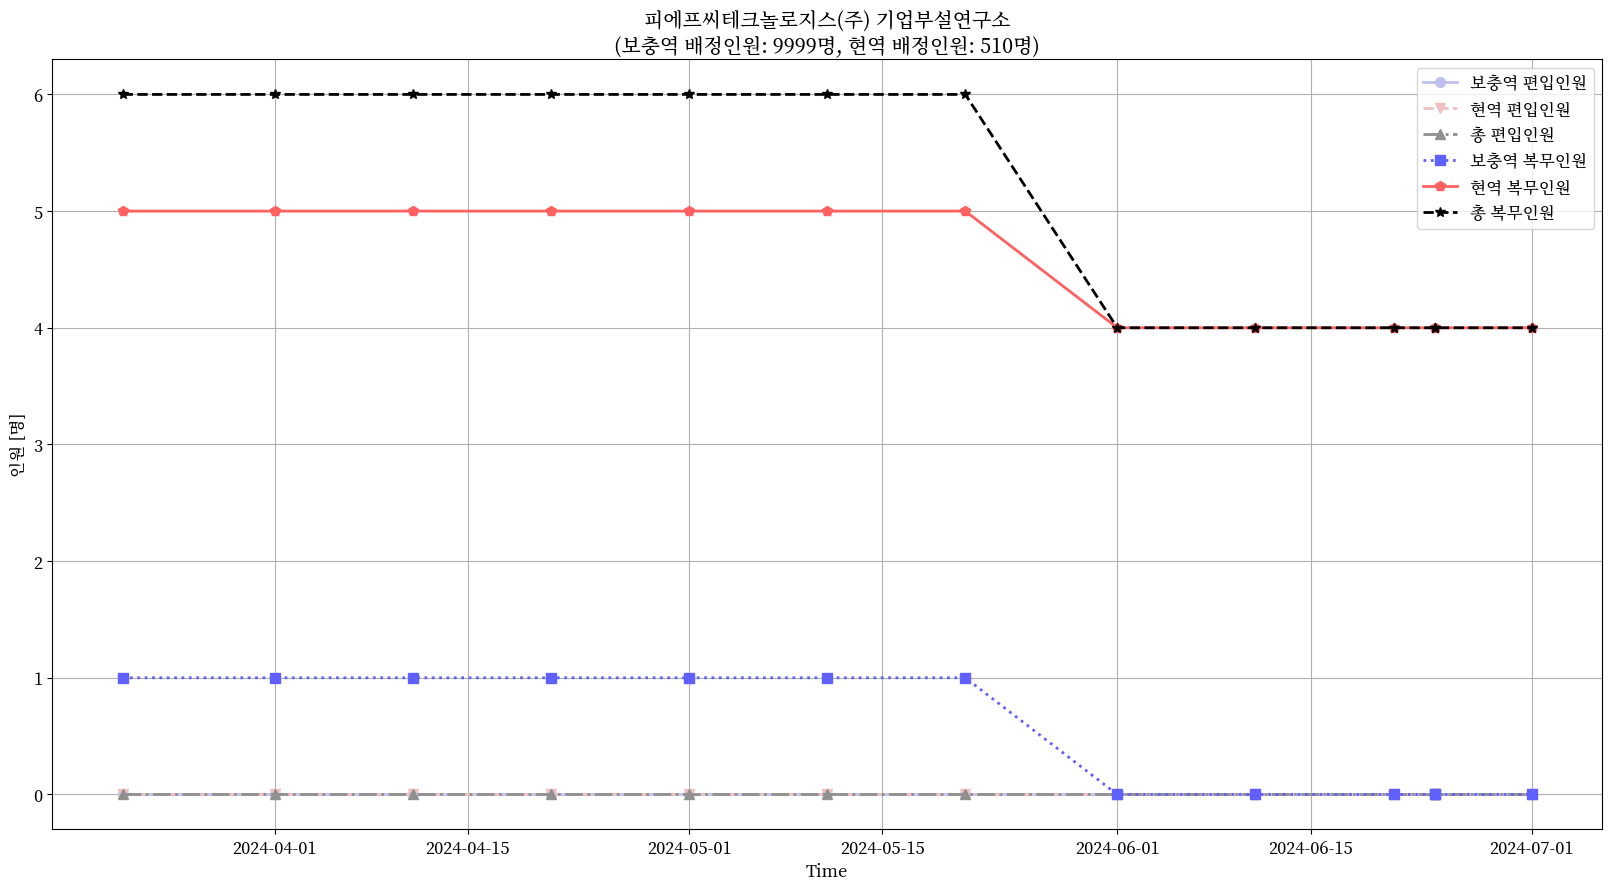 피에프씨테크놀로지스(주) 기업부설연구소
(보충역 배정인원: 9999명, 현역 배정인원: 510명)
보충역 편입인원
현역 편입인원
총 편입인원
보충역 복무인원
현역 복무인원
총 복무인원
6
5
4
3
2
1
0
인원 [명]
2024-04-01
2024-04-15
2024-05-01
2024-05-15
2024-06-01
2024-06-15
2024-07-01
Time